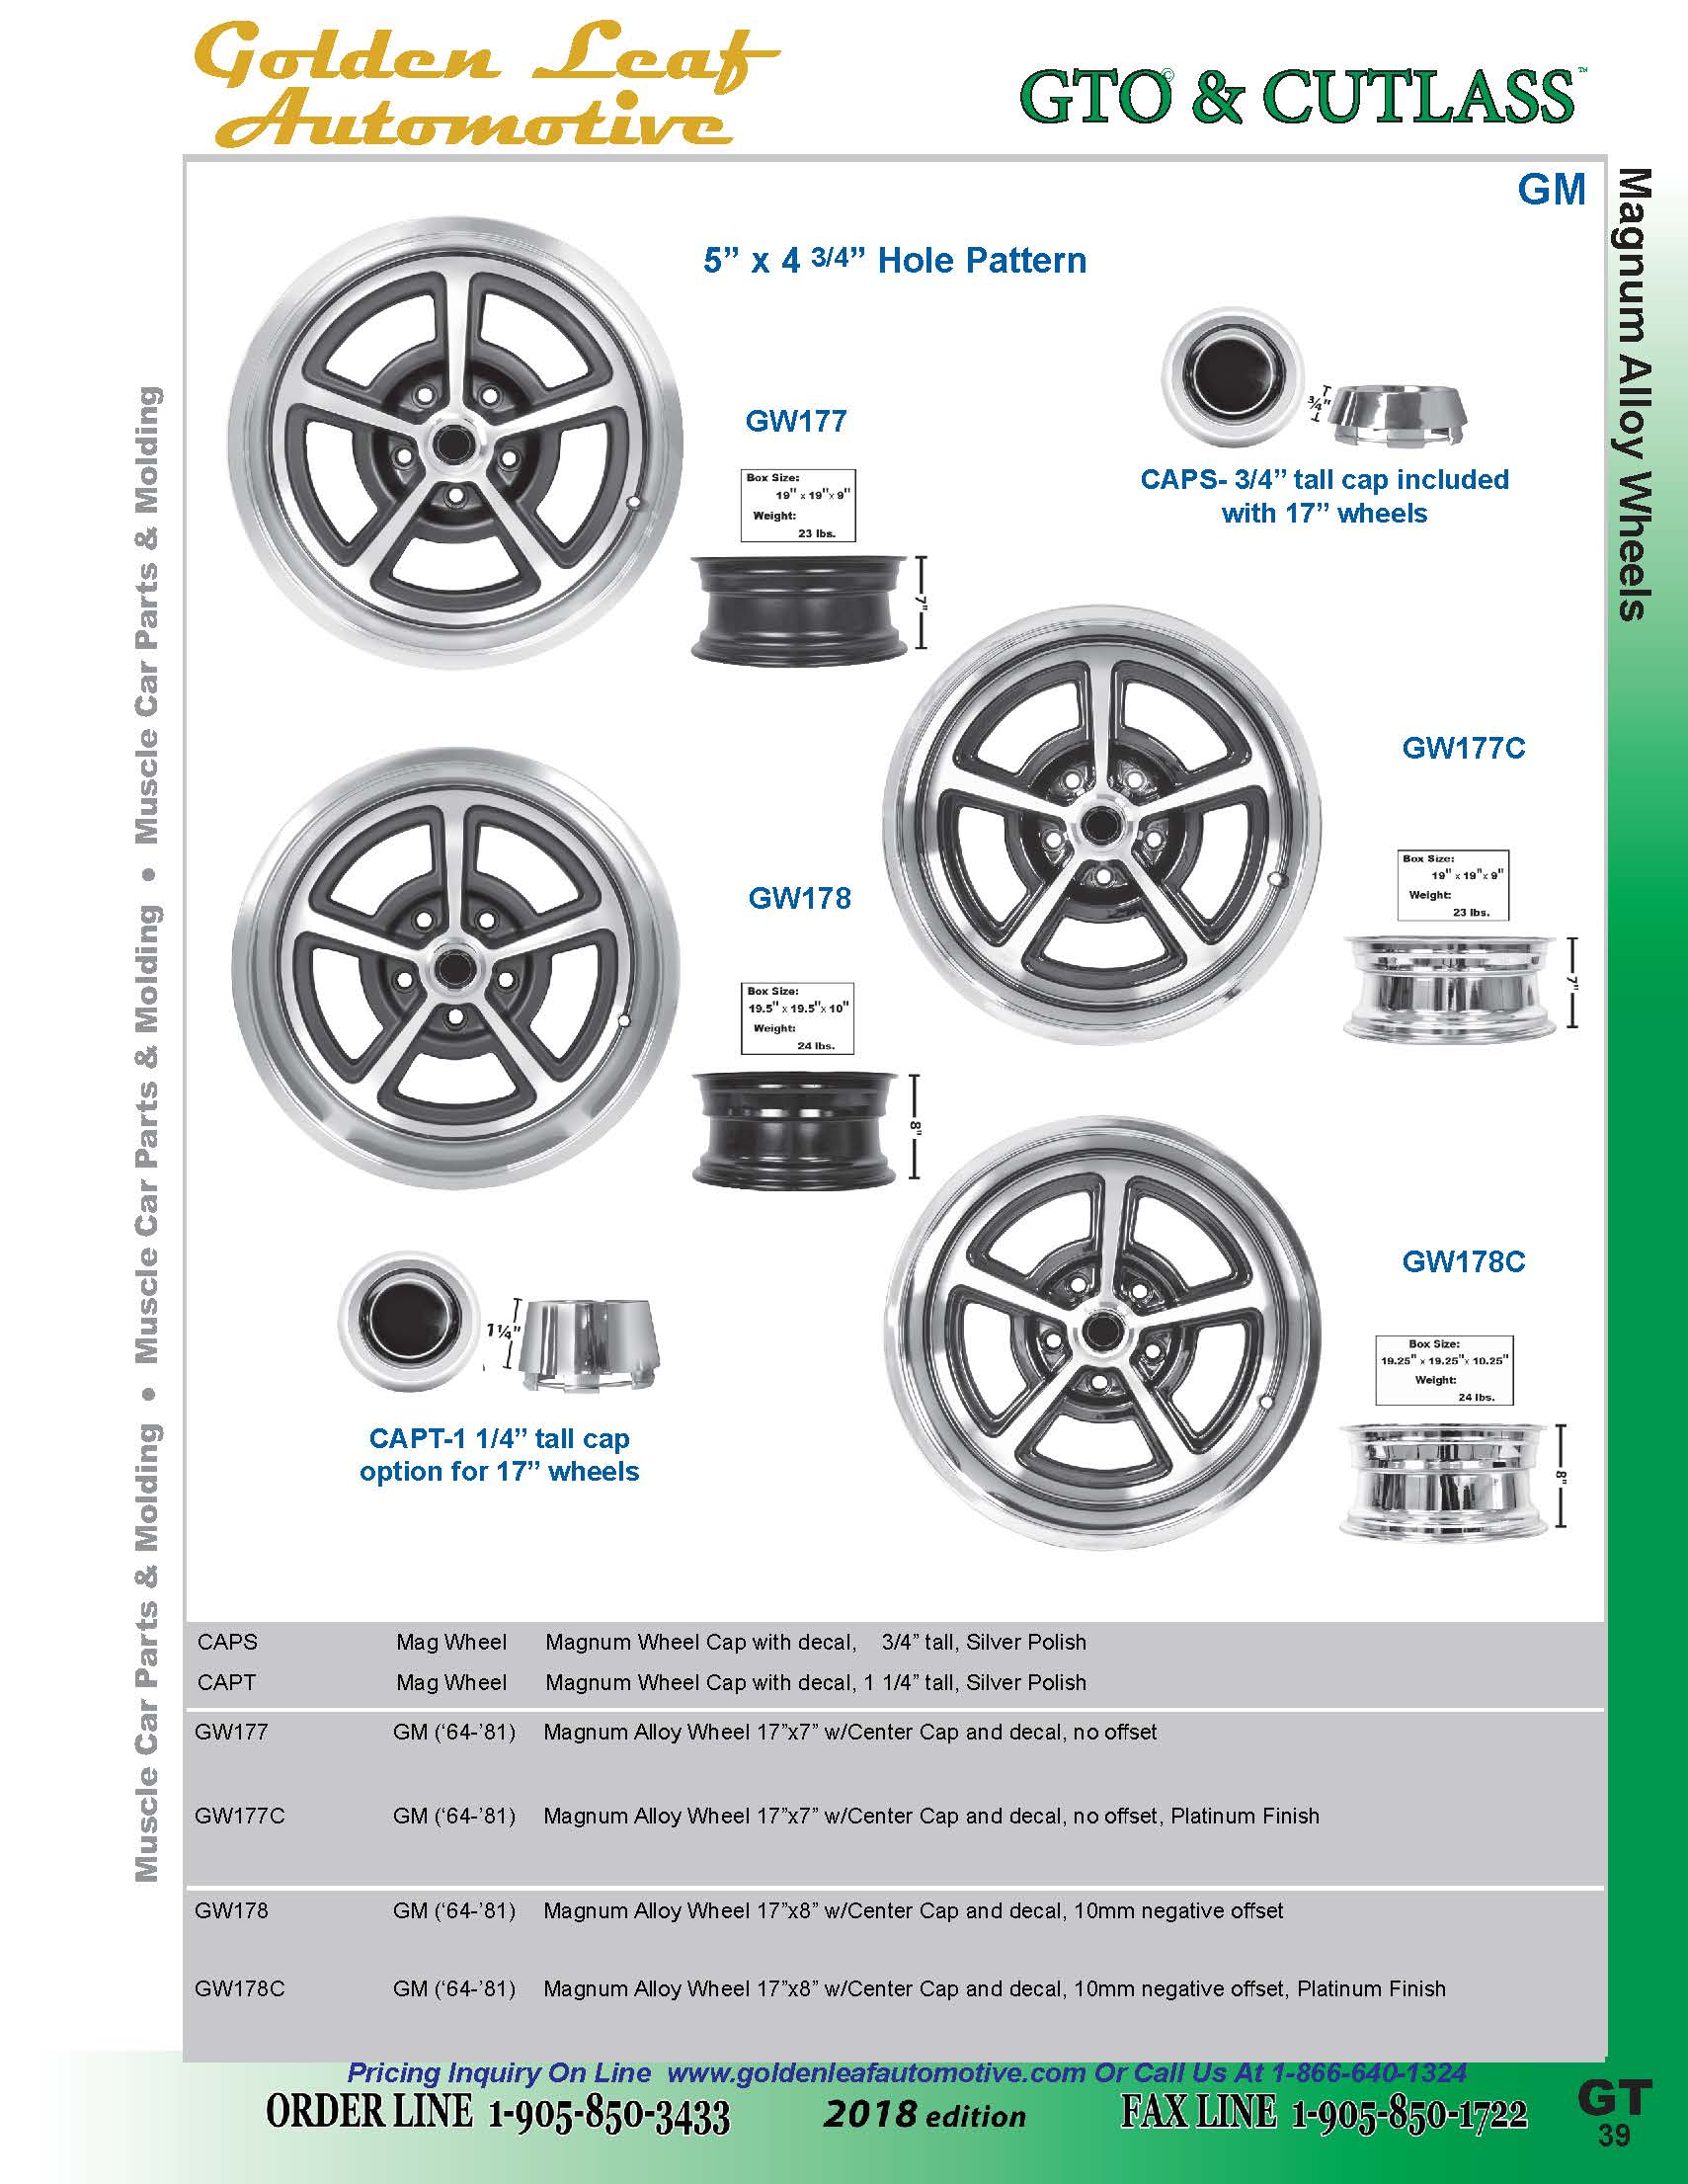 Golden Leaf
Automotive
GTO© & CUTLASS™
GM
Magnum Alloy Wheels
Muscle Car Parts & Molding • Muscle Car Parts & Molding • Muscle Car Parts & Molding
5” x 4 3/4” Hole Pattern
GW177
Box Size:
19" x 19"x 9"
Weight:
23 lbs.
7"
3/4"
CAPS- 3/4” tall cap included
with 17” wheels
GW177C
Box Size:
19" x 19"x 9"
Weight:
23 lbs.
7"
GW178
Box Size:
19.5" x 19.5"x 10"
Weight:
24 lbs.
8"
GW178C
Box Size:
19.25" x 19.25"x 10.25"
Weight:
24 lbs.
8"
1¼"
CAPT-1 1/4” tall cap
option for 17” wheels
CAPS Mag Wheel Magnum Wheel Cap with decal, 3/4” tall, Silver Polish
CAPT Mag Wheel Magnum Wheel Cap with decal, 1 1/4” tall, Silver Polish
GW177 GM (‘64-’81) Magnum Alloy Wheel 17”x7” w/Center Cap and decal, no offset
GW177C GM (‘64-’81) Magnum Alloy Wheel 17”x7” w/Center Cap and decal, no offset, Platinum Finish
GW178 GM (‘64-’81) Magnum Alloy Wheel 17”x8” w/Center Cap and decal, 10mm negative offset
GW178C GM (‘64-’81) Magnum Alloy Wheel 17”x8” w/Center Cap and decal, 10mm negative offset, Platinum Finish
Pricing Inquiry On Line www.goldenleafautomotive.com Or Call Us At 1-866-640-1324
ORDER LINE 1-905-850-3433 2018 edition FAX LINE 1-905-850-1722
GT
39